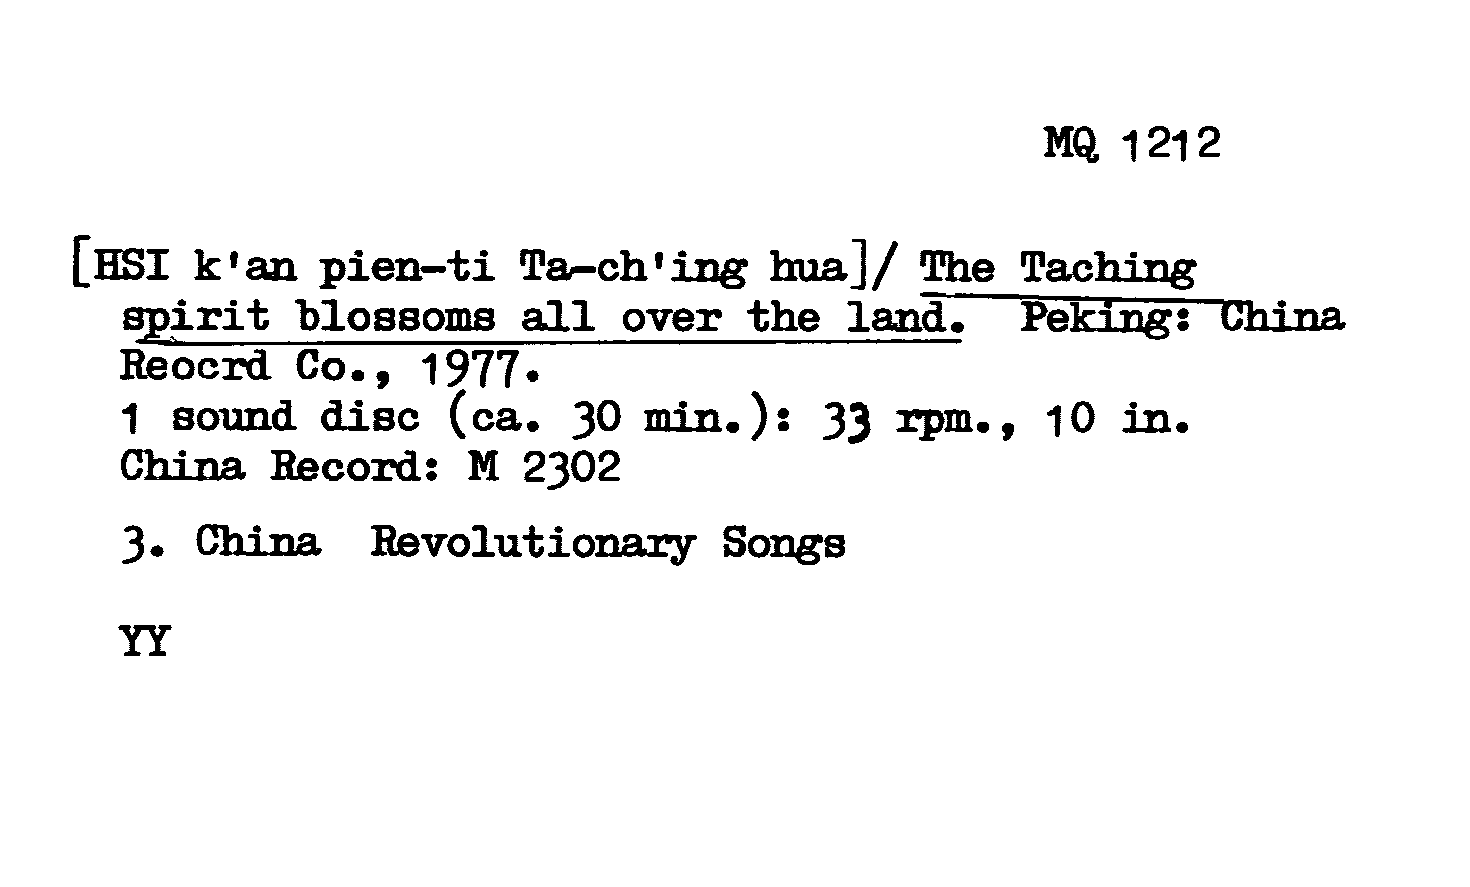 MQ 1212
[HSI k'an pien-ti Ta-ch'ing hua]/ The Taching
spirit blossoms all over the land. Peking: China
Reocrd Co., 1977.
1 sound disc (ca. 30 min.): 33 rpm., 10 in.
China Record: M 2302
3. China Revolutionary Songs
YY